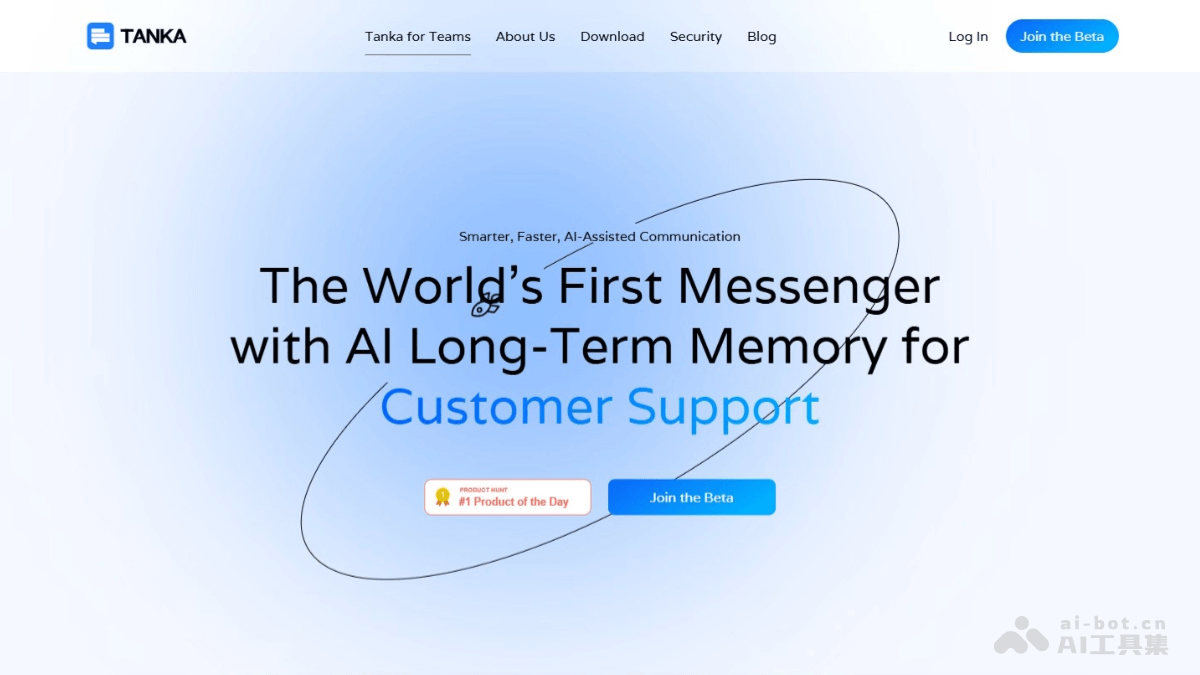 TANKA
Tanka for Teams
About Us
Download
Security
Blog
Log In
Join the Beta
Smarter, Faster, AI-Assisted Communication
The World’s First Messenger
with AI Long-Term Memory for
Customer Support
PRODUCT HUNT
#1 Product of the Day
Join the Beta
ai-bot.cn
AI工具集